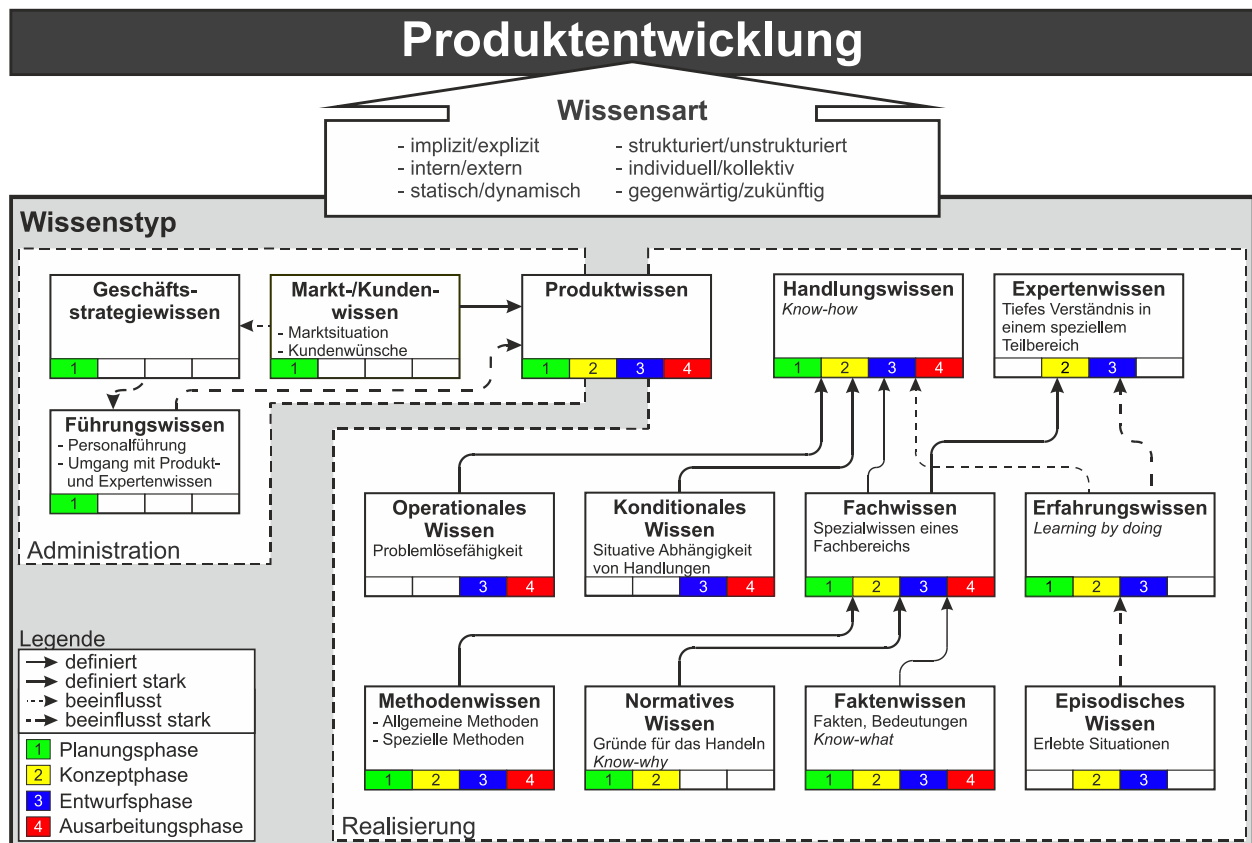 Produktentwicklung
Wissensart
- implizit/explizit
- intern/extern
- statisch/dynamisch
- strukturiert/unstrukturiert
- individuell/kollektiv
- gegenwärtig/zukünftig
Wissenstyp
Geschäfts-
strategiewissen
1
Markt-/Kunden-
wissen
- Marktsituation
- Kundenwünsche
1
Produktwissen
1 2 3 4
Führungswissen
- Personalführung
- Umgang mit Produkt-
und Expertenwissen
1
Administration
Handlungswissen
Know-how
1 2 3 4
Expertenwissen
Tiefes Verständnis in
einem speziellem
Teilbereich
2 3
Operationales
Wissen
Problemlösefähigkeit
3 4
Konditionales
Wissen
Situative Abhängigkeit
von Handlungen
3 4
Fachwissen
Spezialwissen eines
Fachbereichs
1 2 3 4
Erfahrungswissen
Learning by doing
1 2 3
Methodenwissen
- Allgemeine Methoden
- Spezielle Methoden
1 2 3 4
Normatives
Wissen
Gründe für das Handeln
Know-why
1 2
Faktenwissen
Fakten, Bedeutungen
Know-what
1 2 3 4
Episodisches
Wissen
Erlebte Situationen
2 3
Realisierung
Legende
definiert
definiert stark
beeinflusst
beeinflusst stark
1 Planungsphase
2 Konzeptphase
3 Entwurfsphase
4 Ausarbeitungsphase